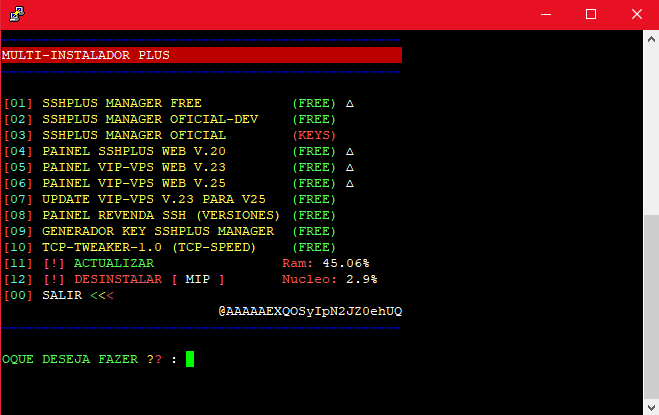 MULTI-INSTALADOR PLUS
[01] SSHPLUS MANAGER FREE (FREE) Δ
[02] SSHPLUS MANAGER OFICIAL-DEV (FREE)
[03] SSHPLUS MANAGER OFICIAL (KEYS)
[04] PAINEL SSHPLUS WEB V.20 (FREE) Δ
[05] PAINEL VIP-VPS WEB V.23 (FREE) Δ
[06] PAINEL VIP-VPS WEB V.25 (FREE) Δ
[07] UPDATE VIP-VPS V.23 PARA V25 (FREE)
[08] PAINEL REVENDA SSH (VERSIONES) (FREE)
[09] GENERADOR KEY SSHPLUS MANAGER (FREE)
[10] TCP-TWEAKER-1.0 (TCP-SPEED) (FREE)
[11] [!] ACTUALIZAR Ram: 45.06%
[12] [!] DESINSTALAR [ MIP ] Nucleo: 2.9%
[00] SALIR <<<
@AAAAAEXQOSyIpN2JZ0ehUQ
OQUE DESEJA FAZER ?? :